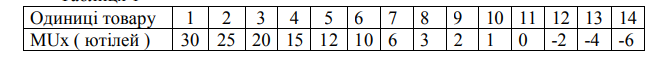 Одиниці товару 1 2 3 4 5 6 7 8 9 10 11 12 13 14
MUx ( ютілей ) 30 25 20 15 12 10 6 3 2 1 0 -2 -4 -6